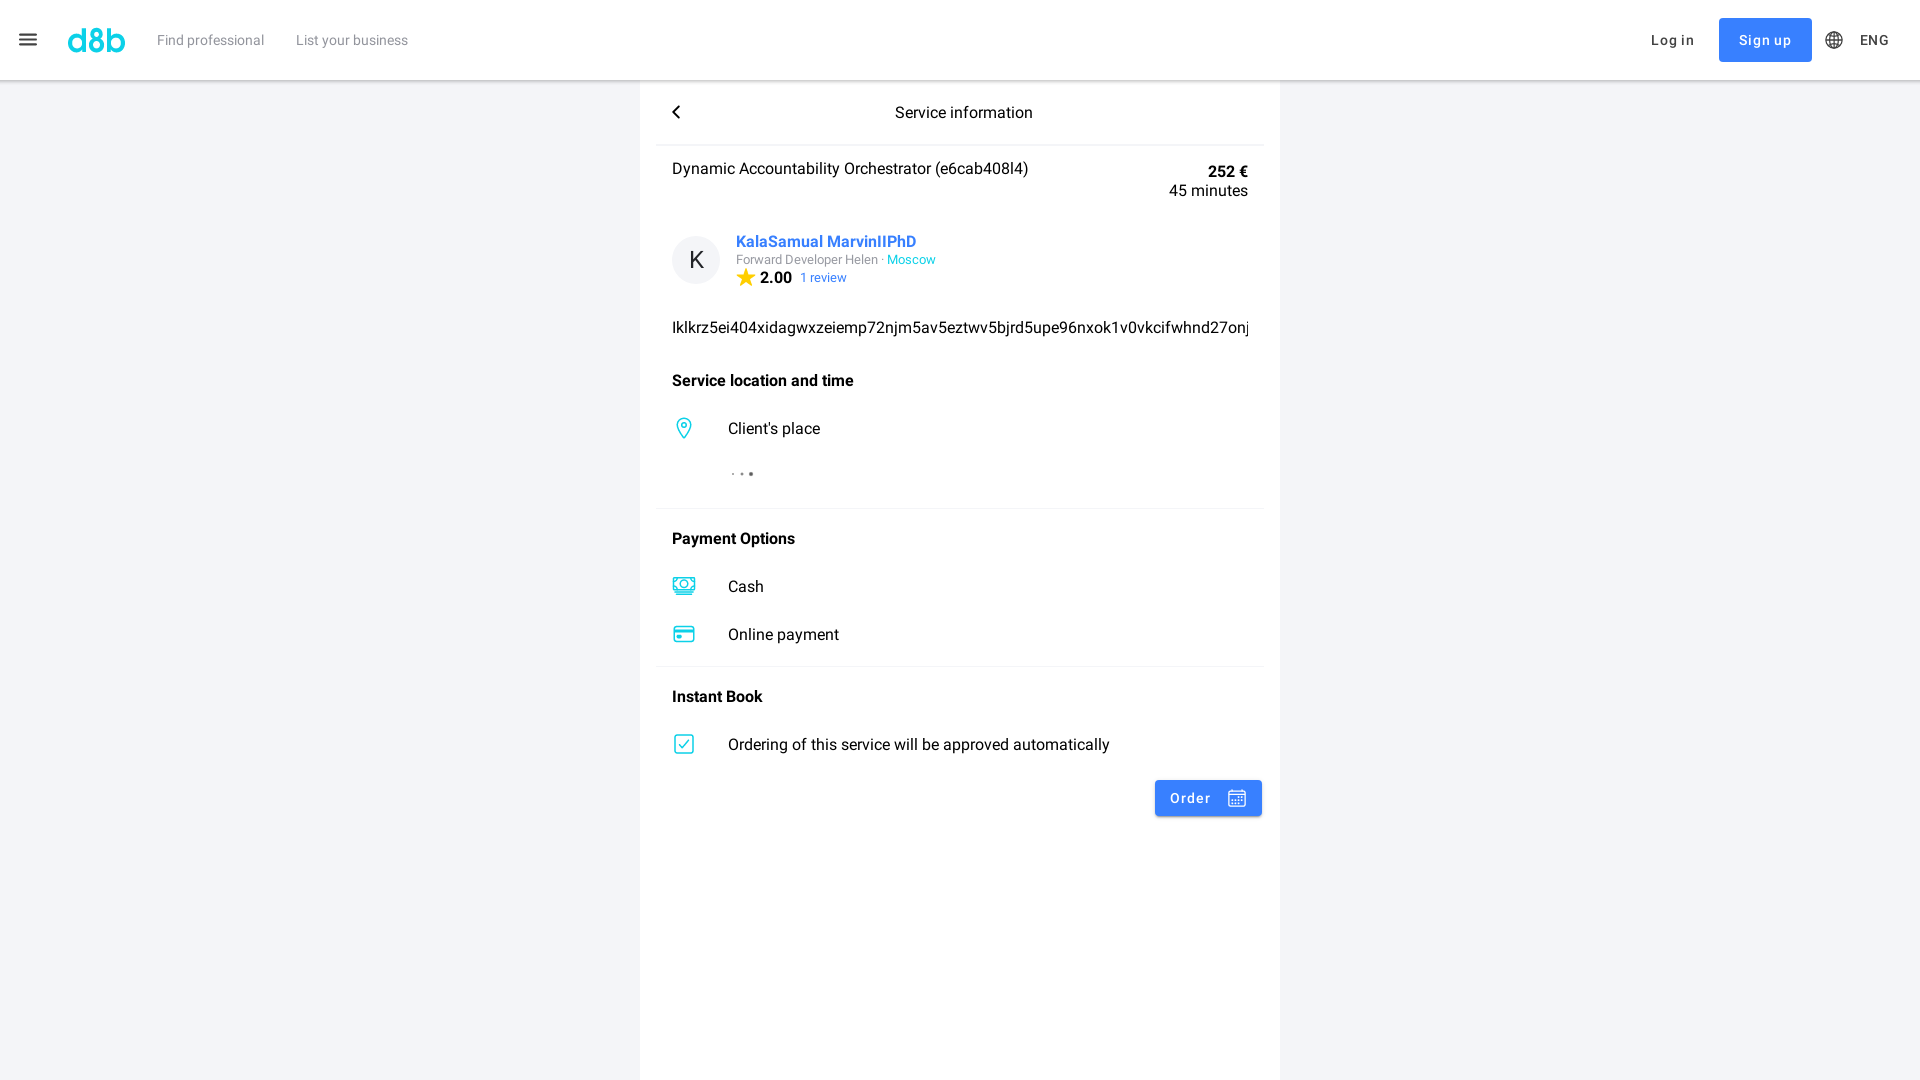 d8b
Find professional
List your business
Log in
Sign up
ENG
Service information
Dynamic Accountability Orchestrator (e6cab408l4)
252 €
45 minutes
K
KalaSamual MarvinIIPhD
Forward Developer Helen · Moscow
2.00 1 review
Iklkrz5ei404xidagwxzeiemp72njm5av5eztwv5bjrd5upe96nxok1v0vkcifwhnd27onj
Service location and time
Client's place
Payment Options
Cash
Online payment
Instant Book
Ordering of this service will be approved automatically
Order